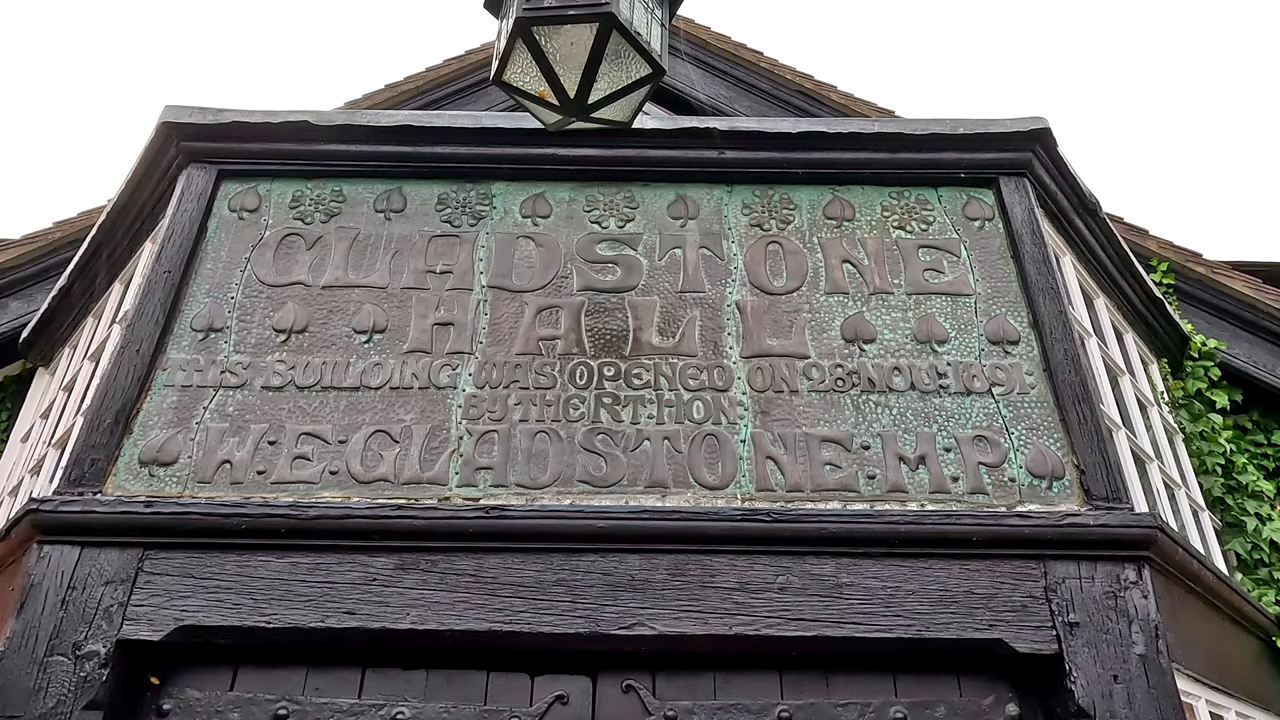 GLADSTONE
HALL
THIS BUILDING WAS OPENED ON 28 NOV: 1891.
BY THE RT: HON:
W:E:GLADSTONE:M:P